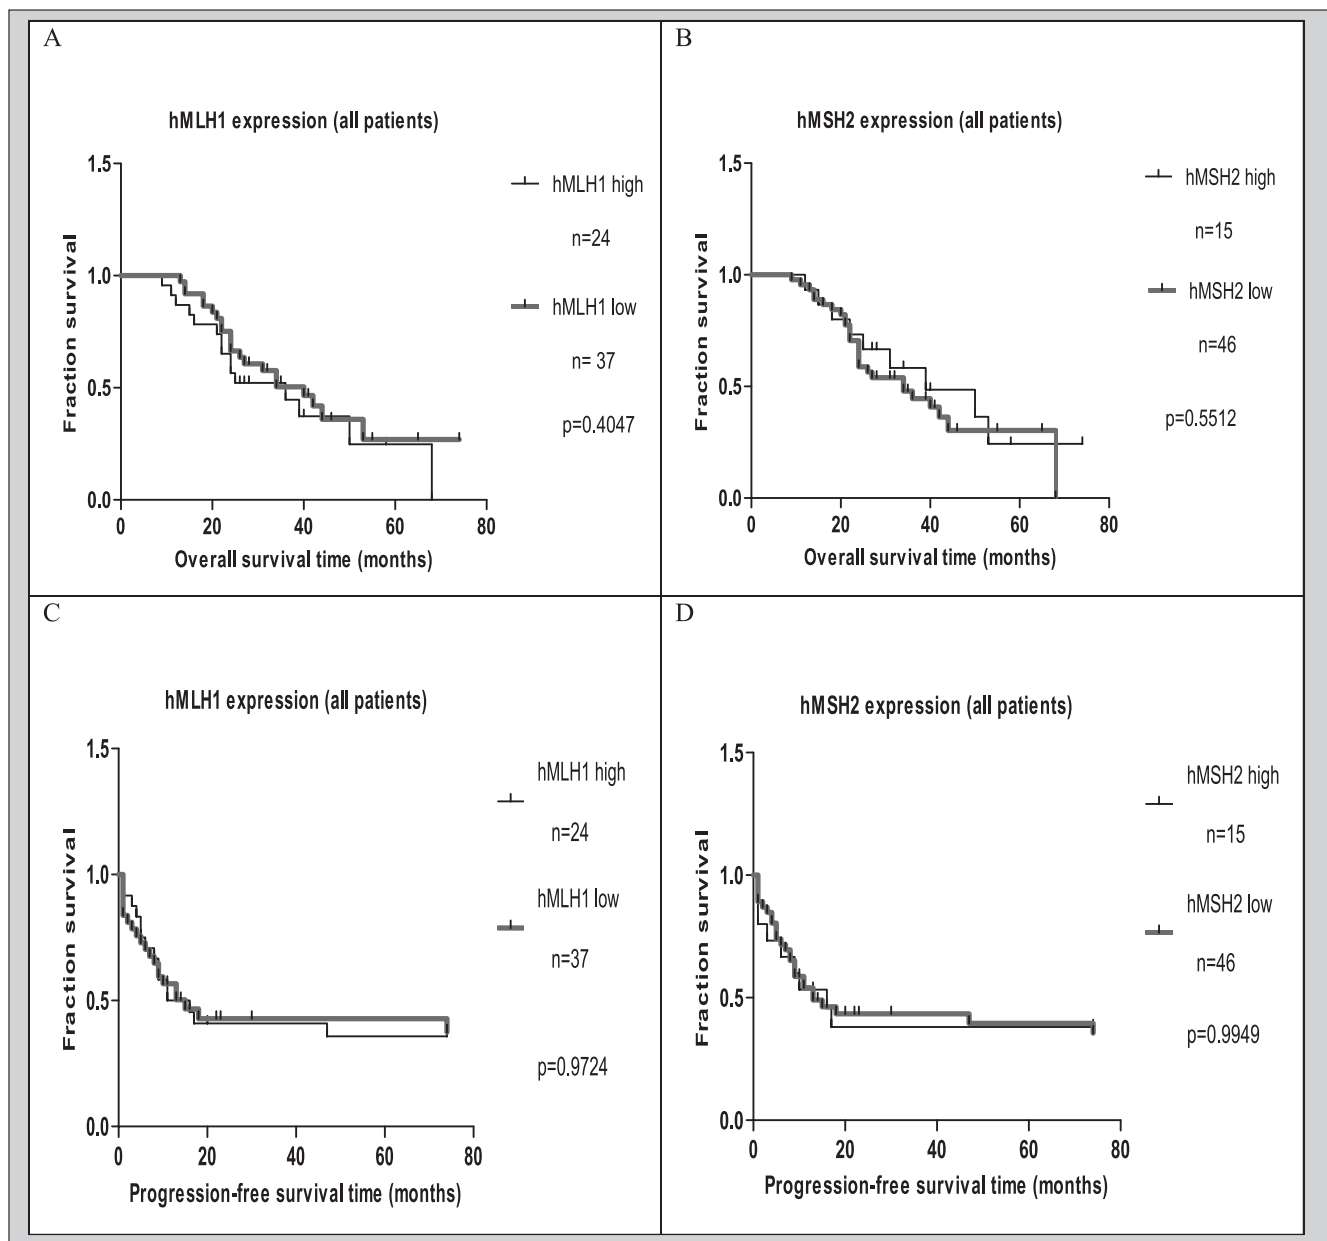 A
hMLH1 expression (all patients)
1.5
1.0
0.5
0.0
Fraction survival
0 20 40 60 80
Overall survival time (months)
hMLH1 high
n=24
hMLH1 low
n= 37
p=0.4047
B
hMSH2 expression (all patients)
1.5
1.0
0.5
0.0
Fraction survival
0 20 40 60 80
Overall survival time (months)
hMSH2 high
n=15
hMSH2 low
n=46
p=0.5512
C
hMLH1 expression (all patients)
1.5
1.0
0.5
0.0
Fraction survival
0 20 40 60 80
Progression-free survival time (months)
hMLH1 high
n=24
hMLH1 low
n=37
p=0.9724
D
hMSH2 expression (all patients)
1.5
1.0
0.5
0.0
Fraction survival
0 20 40 60 80
Progression-free survival time (months)
hMSH2 high
n=15
hMSH2 low
n=46
p=0.9949